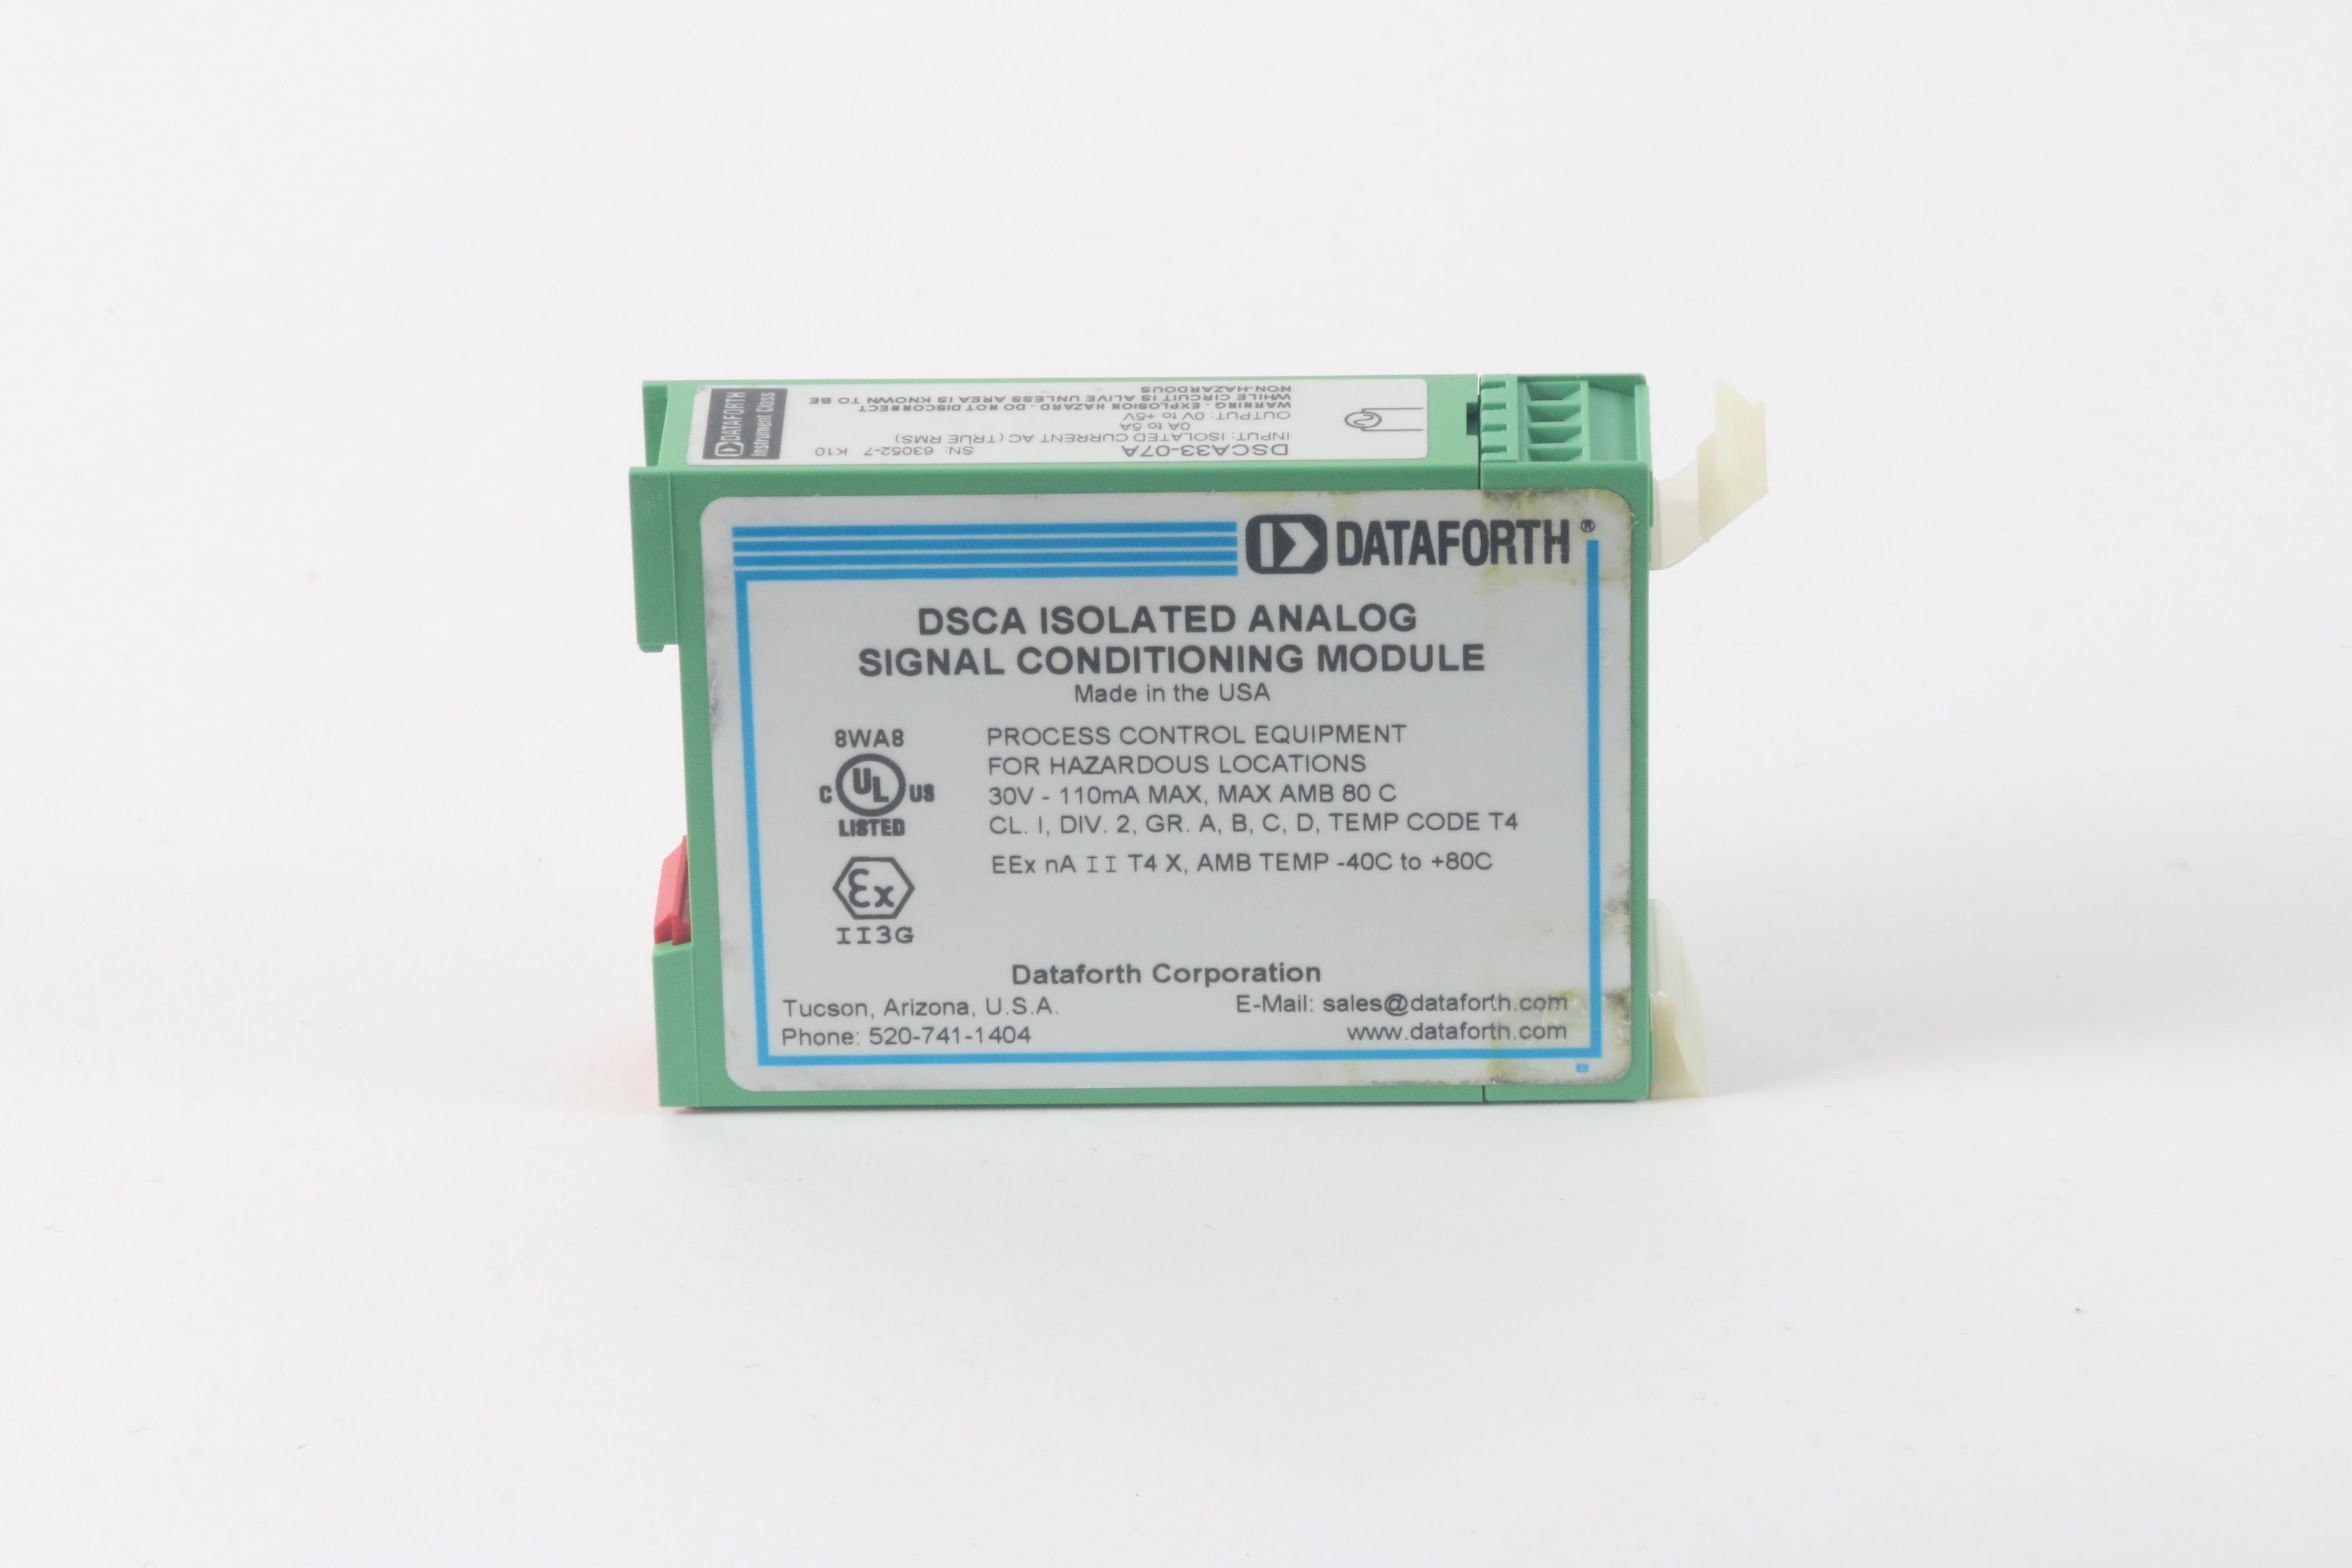 DATAFORTH
Instrument Class
DSCA33-07A SN: 63052-7 K10
INPUT: ISOLATED CURRENT AC (TRUE RMS)
0A to 5A
OUTPUT: 0V to +5V
WARNING - EXPLOSION HAZARD - DO NOT DISCONNECT
WHILE CIRCUIT IS ALIVE UNLESS AREA IS KNOWN TO BE
NON-HAZARDOUS
DATAFORTH®
DSCA ISOLATED ANALOG
SIGNAL CONDITIONING MODULE
Made in the USA
8WA8
C UL US
LISTED
PROCESS CONTROL EQUIPMENT
FOR HAZARDOUS LOCATIONS
30V - 110mA MAX, MAX AMB 80 C
CL. I, DIV. 2, GR. A, B, C, D, TEMP CODE T4
EEx nA II T4 X, AMB TEMP -40C to +80C
Ex
II3G
Dataforth Corporation
Tucson, Arizona, U.S.A. E-Mail: sales@dataforth.com
Phone: 520-741-1404 www.dataforth.com